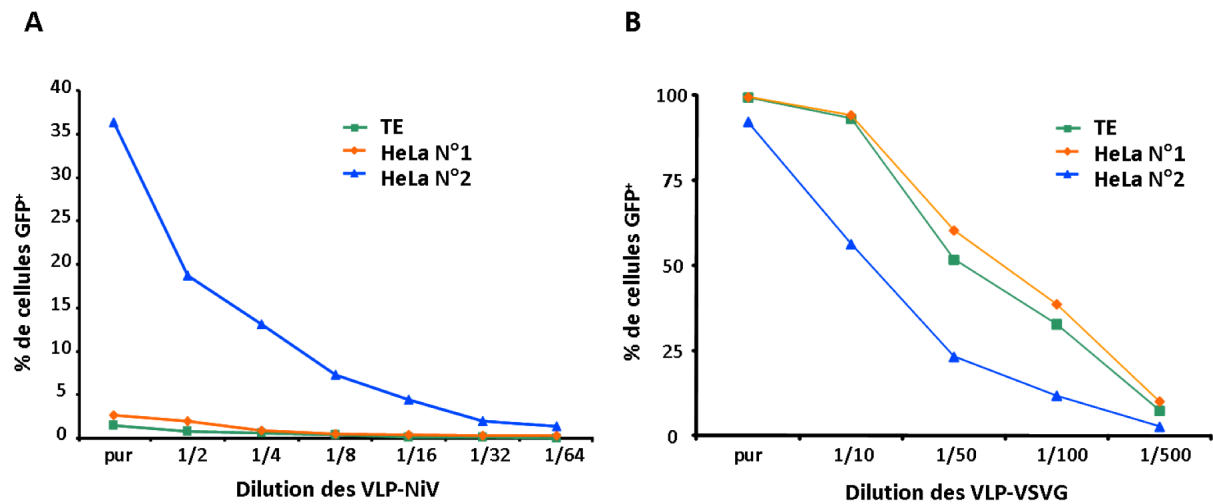 A
40
35
30
25
20
15
10
5
0
% de cellules GFP⁺
TE
HeLa N°1
HeLa N°2
pur 1/2 1/4 1/8 1/16 1/32 1/64
Dilution des VLP-NiV
B
100
75
50
25
0
% de cellules GFP⁺
TE
HeLa N°1
HeLa N°2
pur 1/10 1/50 1/100 1/500
Dilution des VLP-VSVG